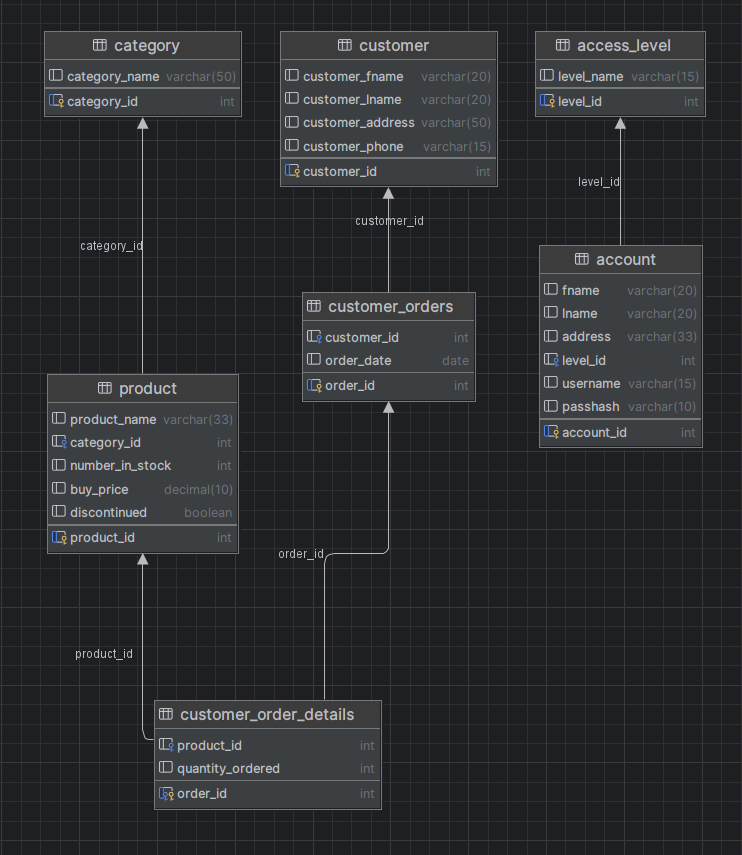 category
category_name varchar(50)
category_id int
customer
customer_fname varchar(20)
customer_lname varchar(20)
customer_address varchar(50)
customer_phone varchar(15)
customer_id int
access_level
level_name varchar(15)
level_id int
category_id
customer_id
level_id
customer_orders
customer_id int
order_date date
order_id int
account
fname varchar(20)
lname varchar(20)
address varchar(33)
level_id int
username varchar(15)
passhash varchar(10)
account_id int
product
product_name varchar(33)
category_id int
number_in_stock int
buy_price decimal(10)
discontinued boolean
product_id int
order_id
product_id
customer_order_details
product_id int
quantity_ordered int
order_id int